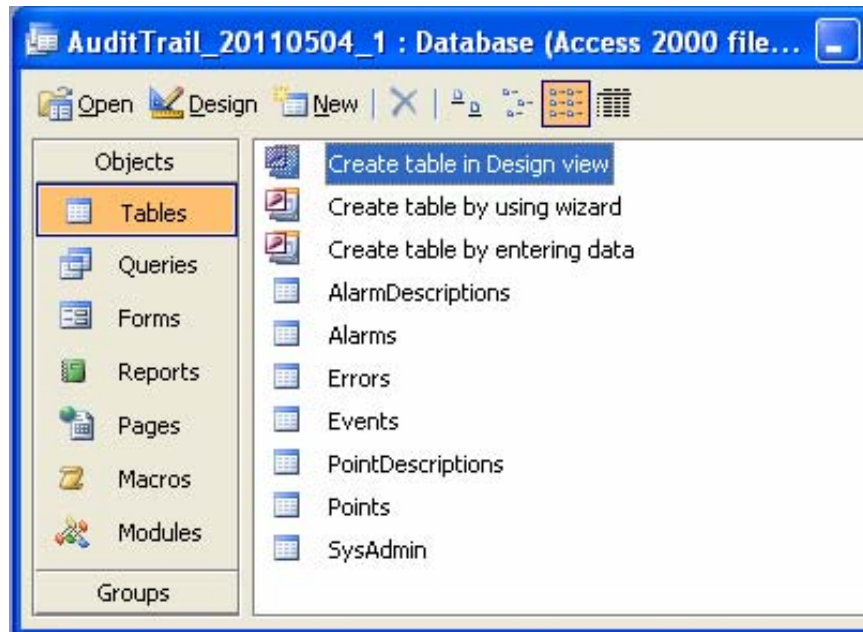 AuditTrail_20110504_1 : Database (Access 2000 file...
Open Design New
Objects
Tables
Queries
Forms
Reports
Pages
Macros
Modules
Groups
Create table in Design view
Create table by using wizard
Create table by entering data
AlarmDescriptions
Alarms
Errors
Events
PointDescriptions
Points
SysAdmin